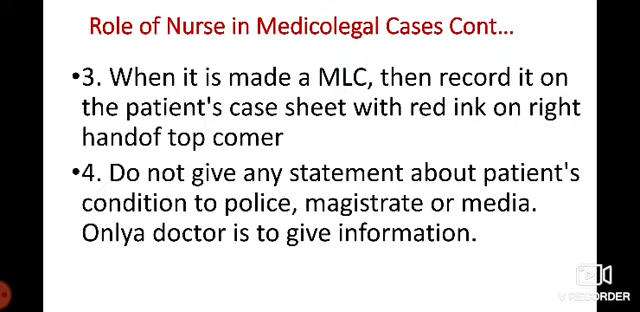 Role of Nurse in Medicolegal Cases Cont...
•3. When it is made a MLC, then record it on
the patient's case sheet with red ink on right
handof top comer
•4. Do not give any statement about patient's
condition to police, magistrate or media.
Onlya doctor is to give information.
V RECORDER